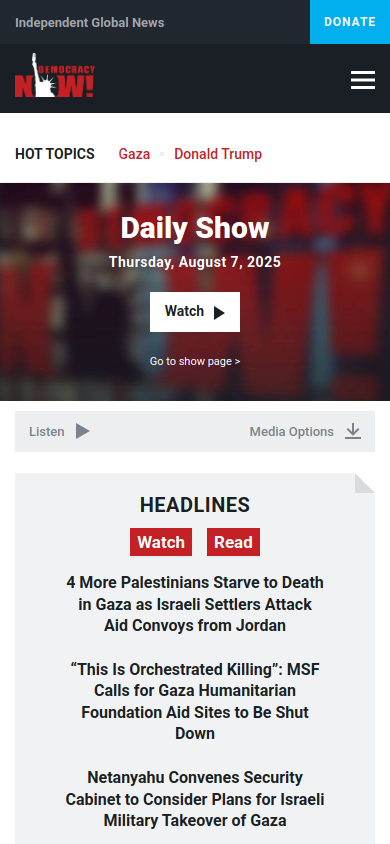 Independent Global News
DONATE
DEMOCRACY
NOW!
HOT TOPICS
Gaza
Donald Trump
Daily Show
Thursday, August 7, 2025
Watch
Go to show page >
Listen
Media Options
HEADLINES
Watch
Read
4 More Palestinians Starve to Death
in Gaza as Israeli Settlers Attack
Aid Convoys from Jordan
“This Is Orchestrated Killing”: MSF
Calls for Gaza Humanitarian
Foundation Aid Sites to Be Shut
Down
Netanyahu Convenes Security
Cabinet to Consider Plans for Israeli
Military Takeover of Gaza